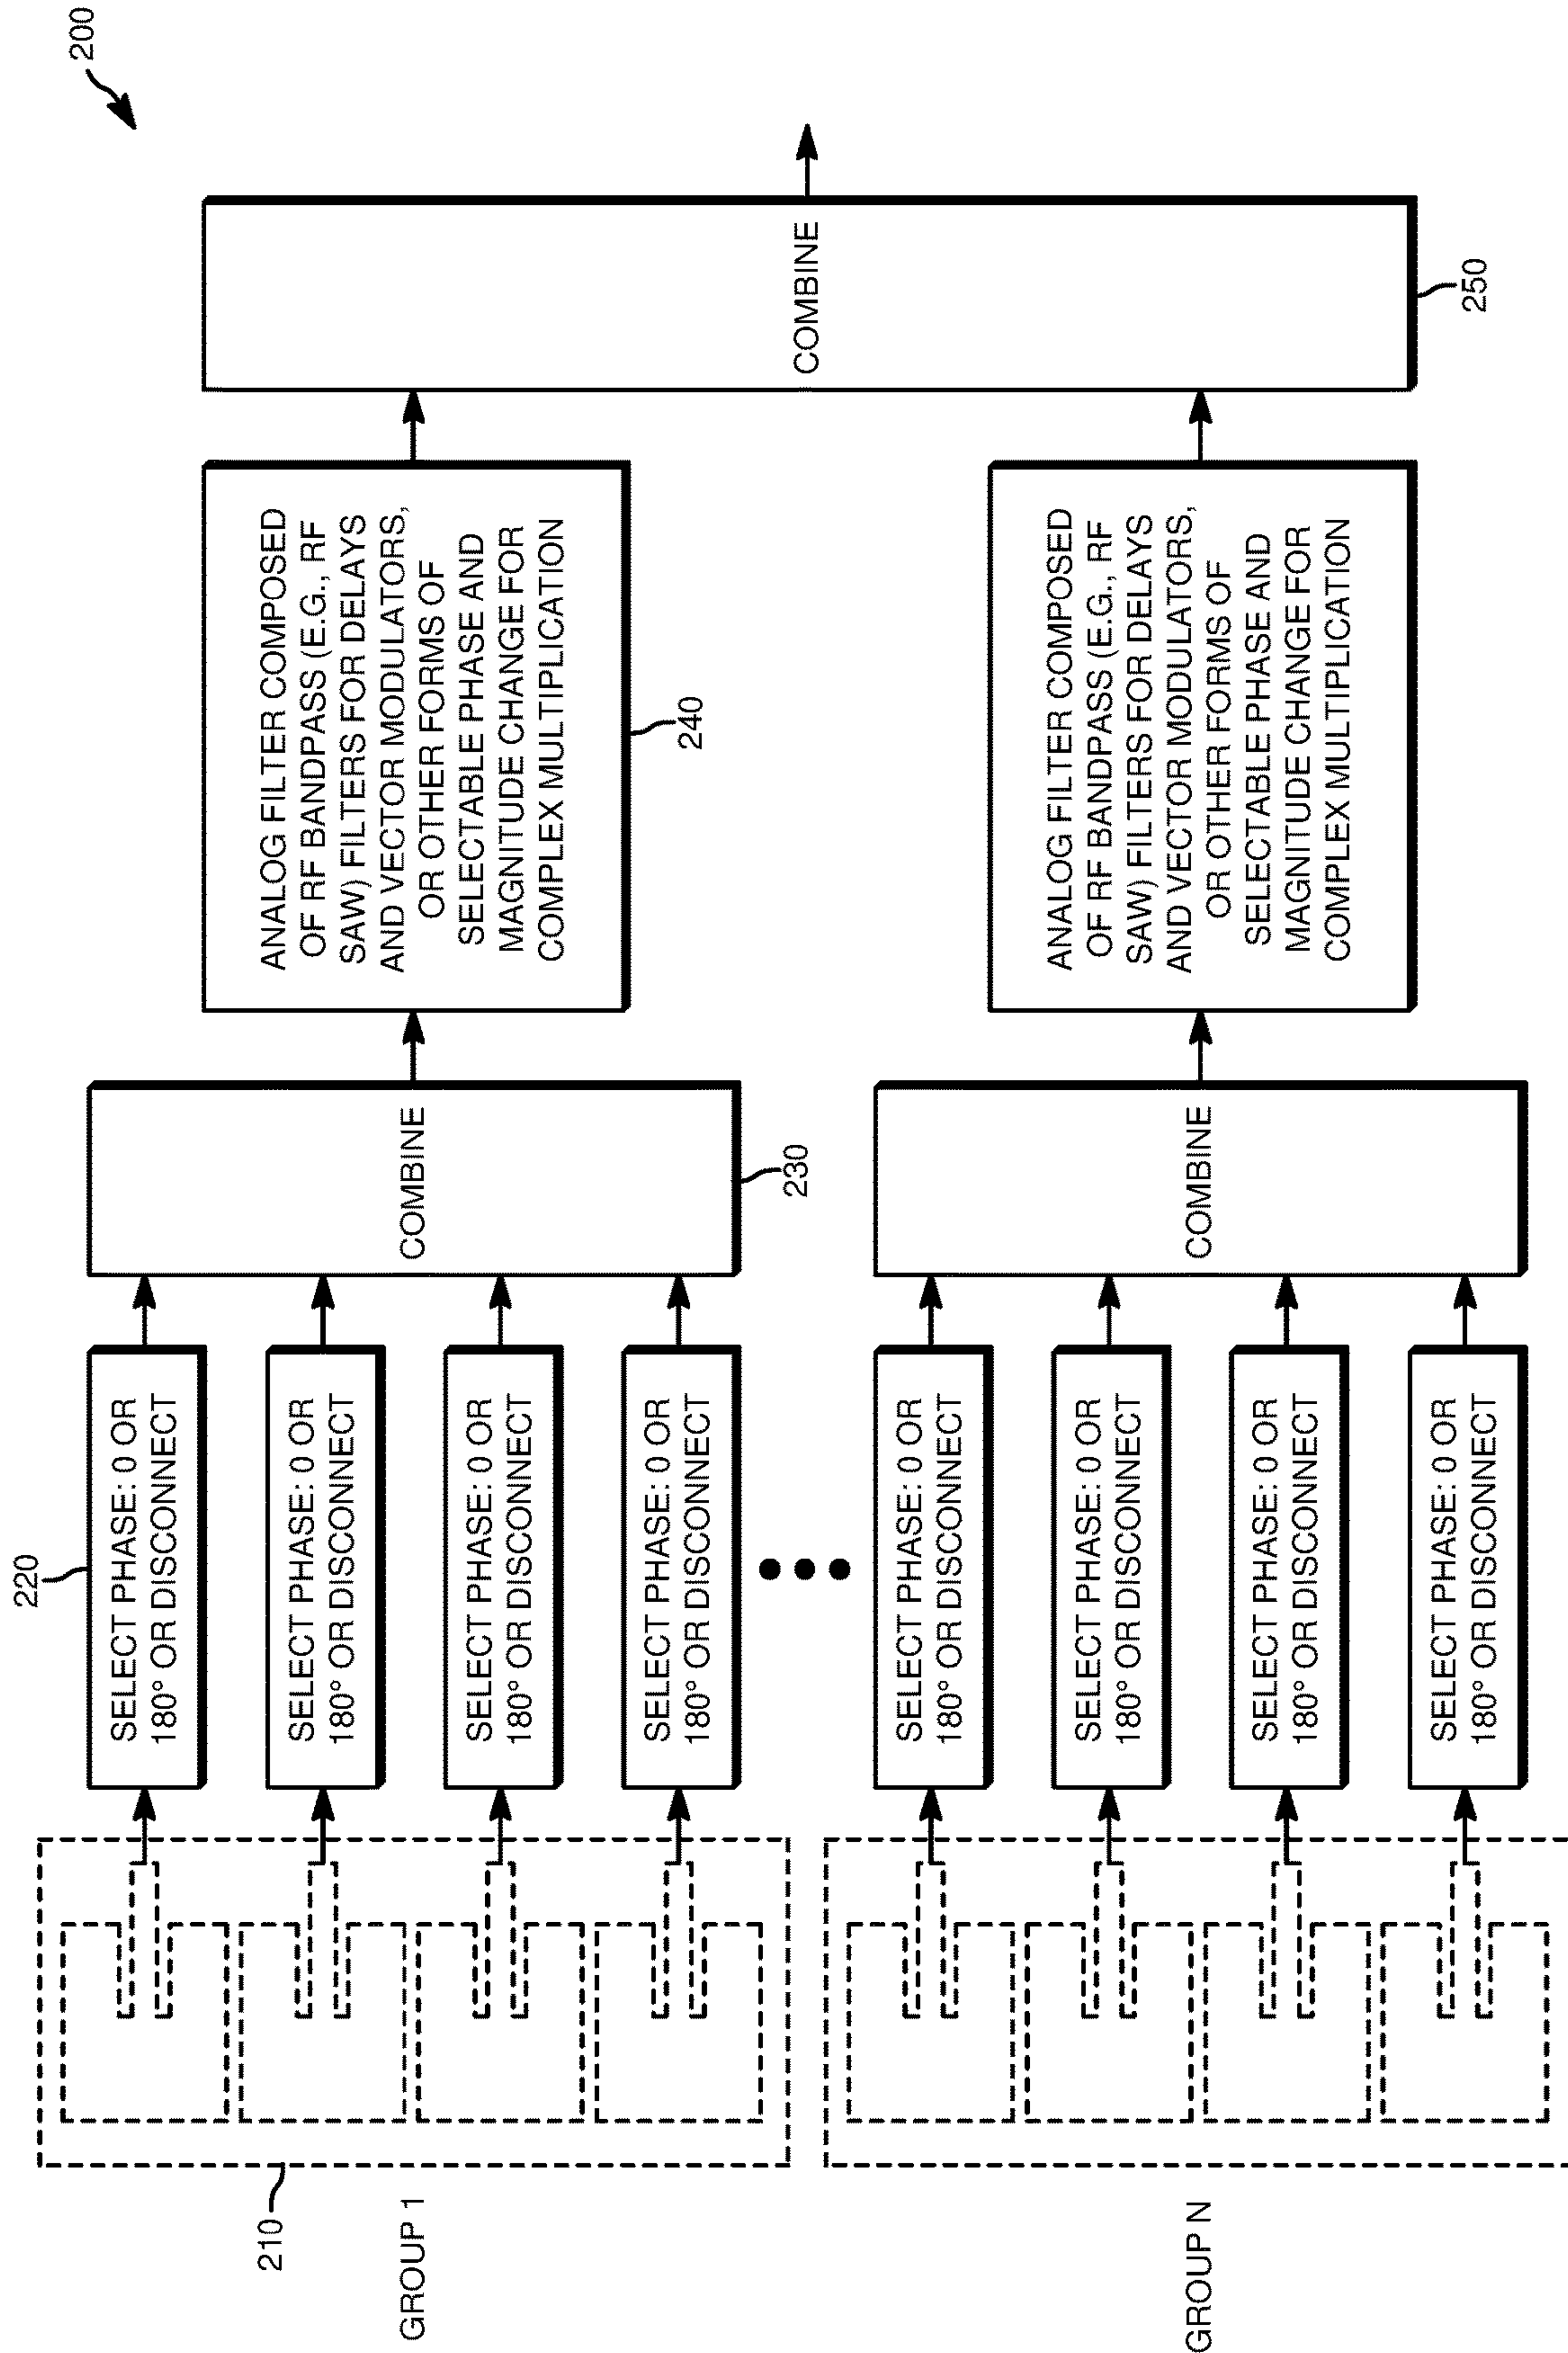 200
220
SELECT PHASE: 0 OR
180° OR DISCONNECT
SELECT PHASE: 0 OR
180° OR DISCONNECT
SELECT PHASE: 0 OR
180° OR DISCONNECT
SELECT PHASE: 0 OR
180° OR DISCONNECT
210
GROUP 1
COMBINE
230
ANALOG FILTER COMPOSED
OF RF BANDPASS (E.G., RF
SAW) FILTERS FOR DELAYS
AND VECTOR MODULATORS,
OR OTHER FORMS OF
SELECTABLE PHASE AND
MAGNITUDE CHANGE FOR
COMPLEX MULTIPLICATION
240
COMBINE
250
GROUP N
SELECT PHASE: 0 OR
180° OR DISCONNECT
SELECT PHASE: 0 OR
180° OR DISCONNECT
SELECT PHASE: 0 OR
180° OR DISCONNECT
SELECT PHASE: 0 OR
180° OR DISCONNECT
COMBINE
ANALOG FILTER COMPOSED
OF RF BANDPASS (E.G., RF
SAW) FILTERS FOR DELAYS
AND VECTOR MODULATORS,
OR OTHER FORMS OF
SELECTABLE PHASE AND
MAGNITUDE CHANGE FOR
COMPLEX MULTIPLICATION